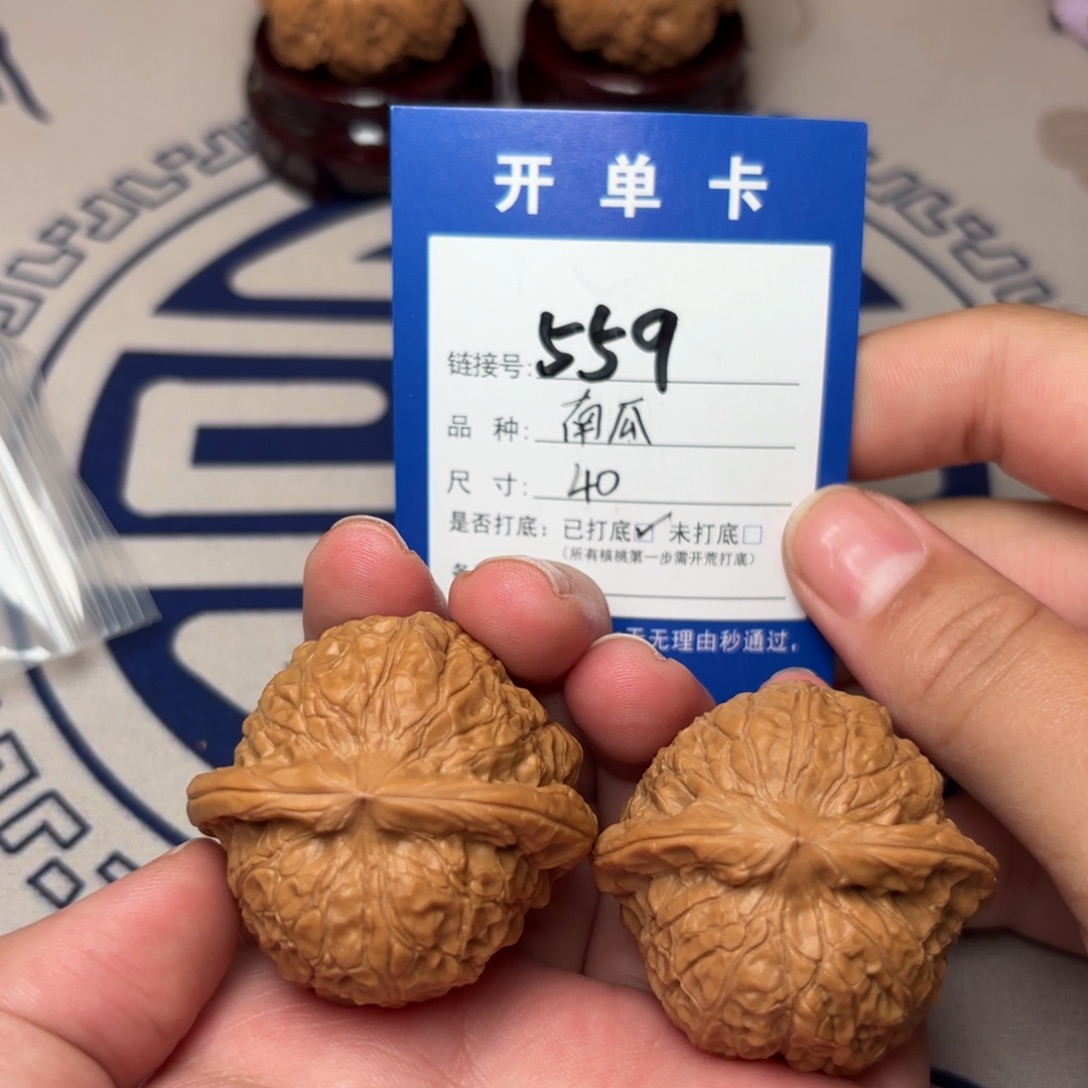 开单卡
链接号: 559
品 种: 南瓜
尺 寸: 40
是否打底: 已打底☑ 未打底□
(所有核桃第一步需开荒打底)
无理由秒通过,